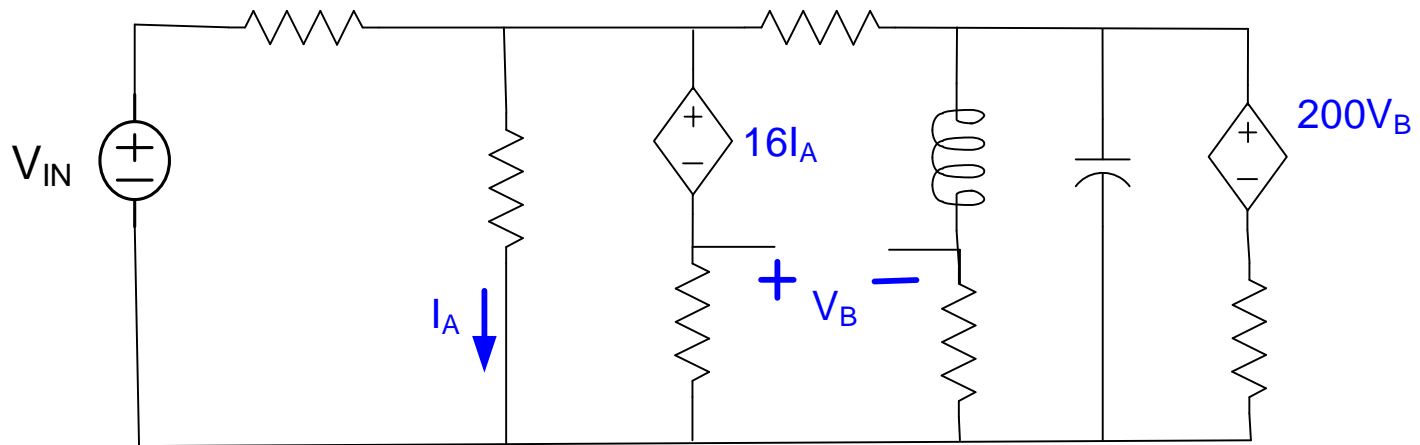 V_IN
16I_A
200V_B
I_A
+ V_B −